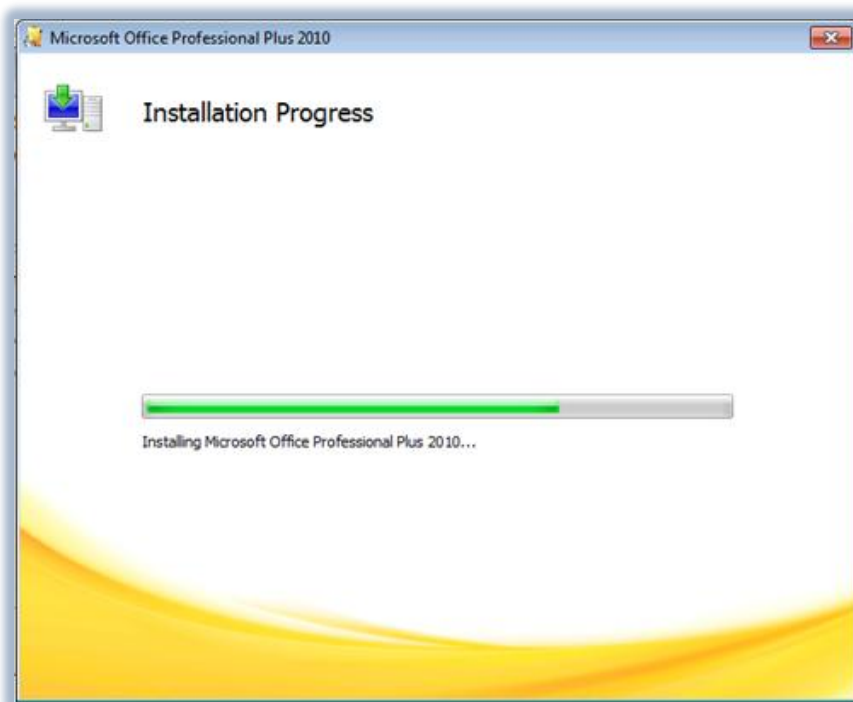 Microsoft Office Professional Plus 2010
Installation Progress
Installing Microsoft Office Professional Plus 2010...